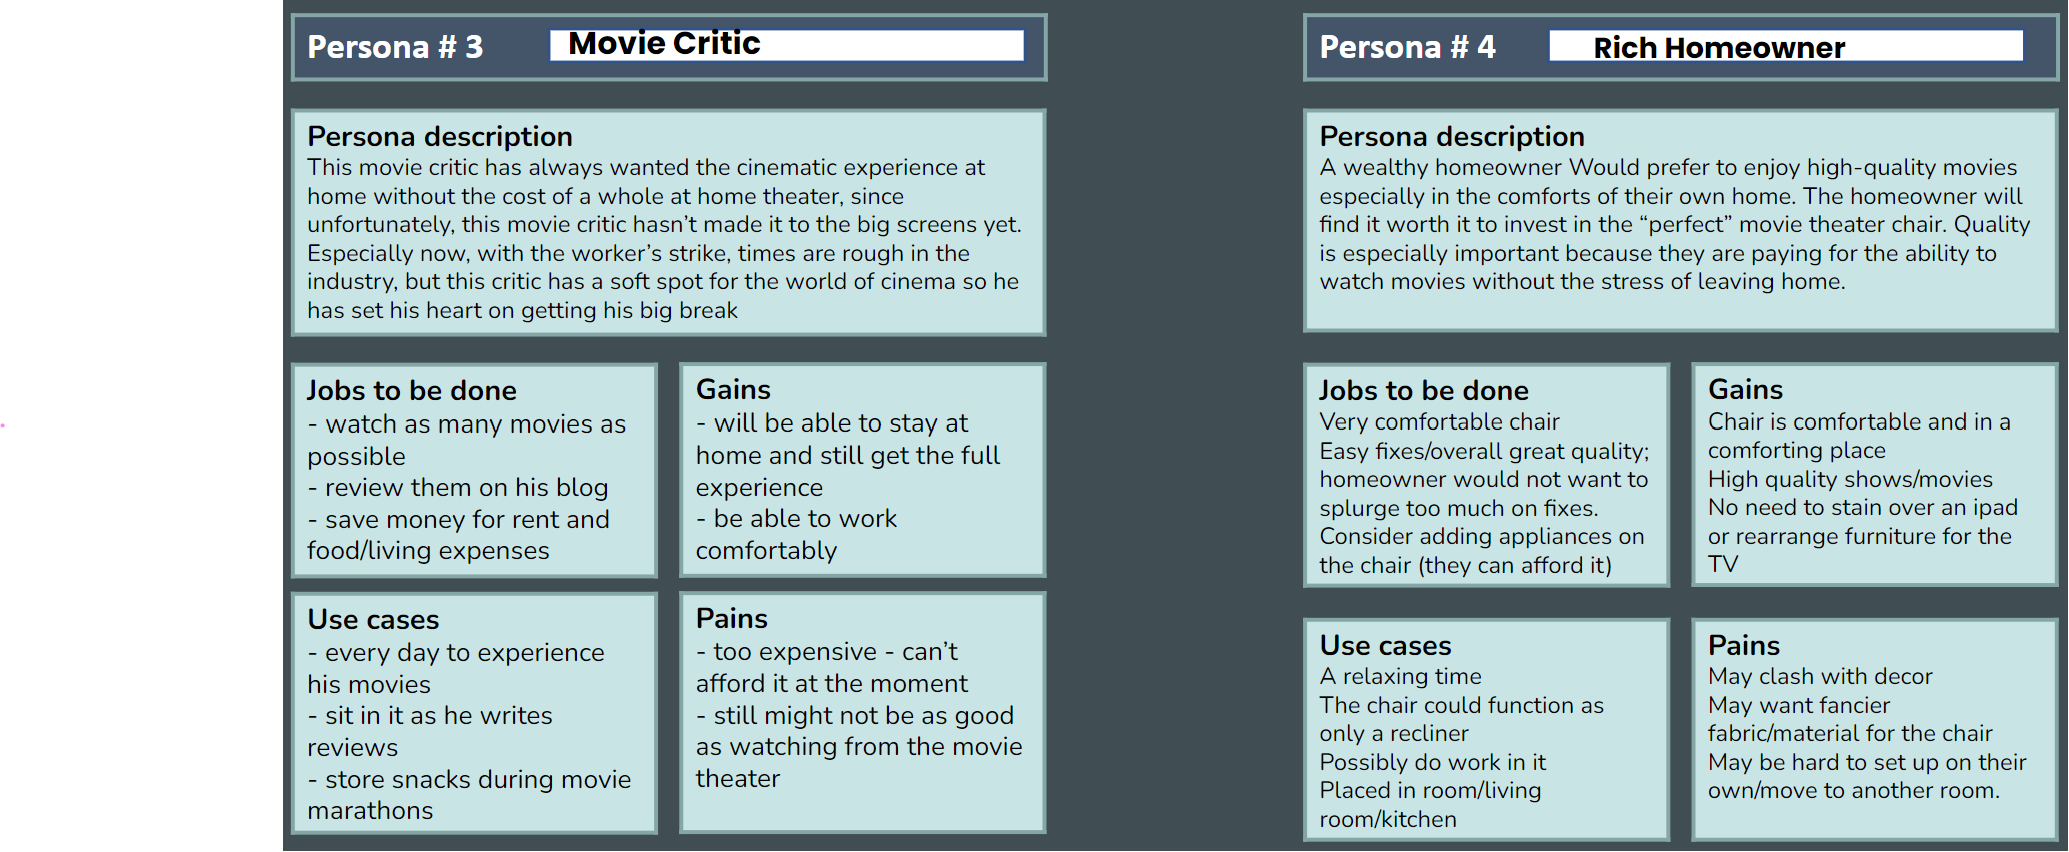 Persona # 3
Movie Critic
Persona description
This movie critic has always wanted the cinematic experience at
home without the cost of a whole at home theater, since
unfortunately, this movie critic hasn't made it to the big screens yet.
Especially now, with the worker's strike, times are rough in the
industry, but this critic has a soft spot for the world of cinema so he
has set his heart on getting his big break
Jobs to be done
- watch as many movies as
possible
- review them on his blog
- save money for rent and
food/living expenses
Gains
- will be able to stay at
home and still get the full
experience
- be able to work
comfortably
Use cases
- every day to experience
his movies
- sit in it as he writes
reviews
- store snacks during movie
marathons
Pains
- too expensive - can't
afford it at the moment
- still might not be as good
as watching from the movie
theater
Persona # 4
Rich Homeowner
Persona description
A wealthy homeowner Would prefer to enjoy high-quality movies
especially in the comforts of their own home. The homeowner will
find it worth it to invest in the “perfect” movie theater chair. Quality
is especially important because they are paying for the ability to
watch movies without the stress of leaving home.
Jobs to be done
Very comfortable chair
Easy fixes/overall great quality;
homeowner would not want to
splurge too much on fixes.
Consider adding appliances on
the chair (they can afford it)
Gains
Chair is comfortable and in a
comforting place
High quality shows/movies
No need to stain over an ipad
or rearrange furniture for the
TV
Use cases
A relaxing time
The chair could function as
only a recliner
Possibly do work in it
Placed in room/living
room/kitchen
Pains
May clash with decor
May want fancier
fabric/material for the chair
May be hard to set up on their
own/move to another room.